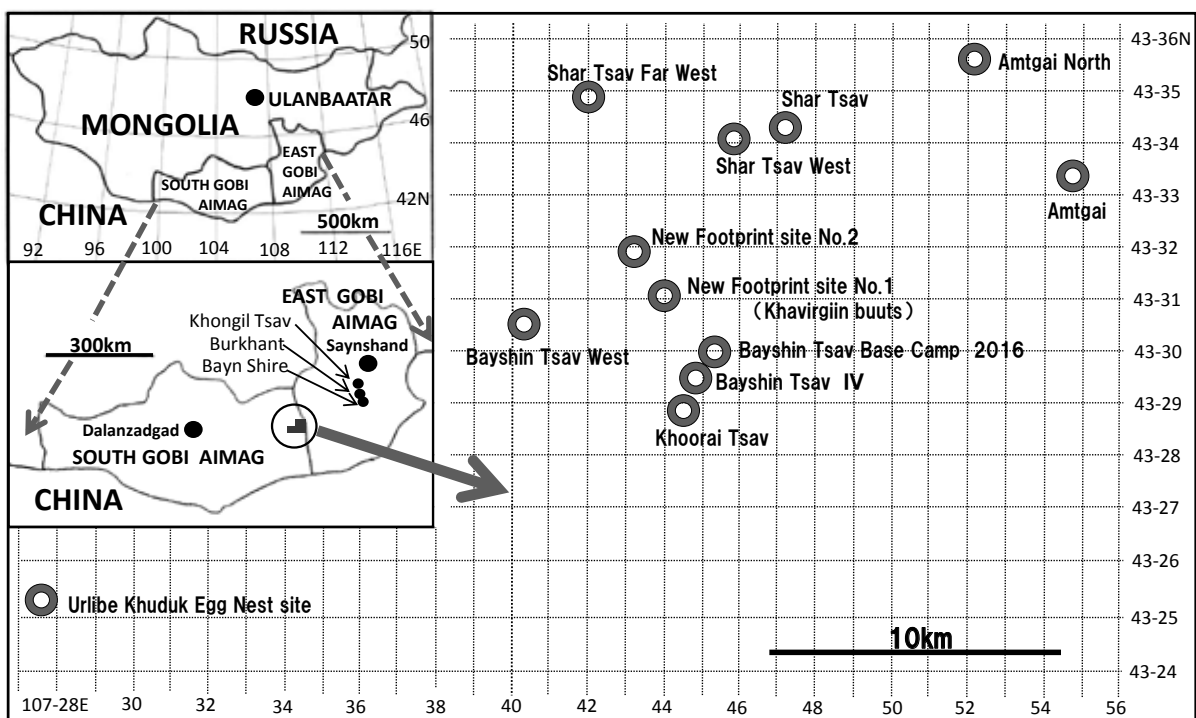 RUSSIA
50
ULANBAATAR
46
MONGOLIA
EAST
GOBI
AIMAG
SOUTH GOBI
AIMAG
42N
CHINA
500km
92 96 100 104 108 112 116E
EAST GOBI
AIMAG
Khongil Tsav
Saynshand
300km
Burkhant
Bayn Shire
Dalanzadgad
SOUTH GOBI AIMAG
CHINA
43-36N
Amtgai North
Shar Tsav Far West
43-35
Shar Tsav
43-34
Shar Tsav West
43-33
Amtgai
New Footprint site No.2
43-32
New Footprint site No.1
43-31
(Khavirgiin buuts)
Bayshin Tsav West
Bayshin Tsav Base Camp 2016
43-30
Bayshin Tsav IV
43-29
Khoorai Tsav
43-28
43-27
43-26
Urlibe Khuduk Egg Nest site
43-25
10km
43-24
107-28E 30 32 34 36 38 40 42 44 46 48 50 52 54 56